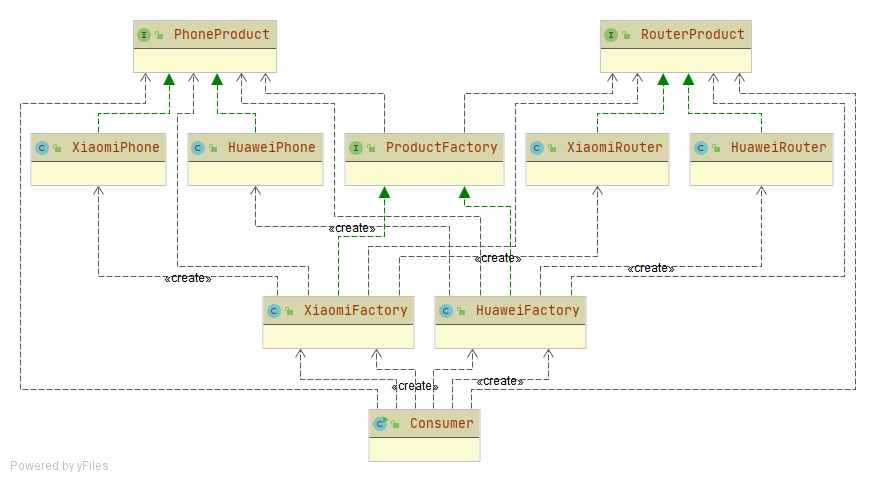 PhoneProduct
RouterProduct
XiaomiPhone
HuaweiPhone
ProductFactory
XiaomiRouter
HuaweiRouter
«create»
«create»
«create»
«create»
XiaomiFactory
HuaweiFactory
«create»
«create»
Consumer
Powered by yFiles